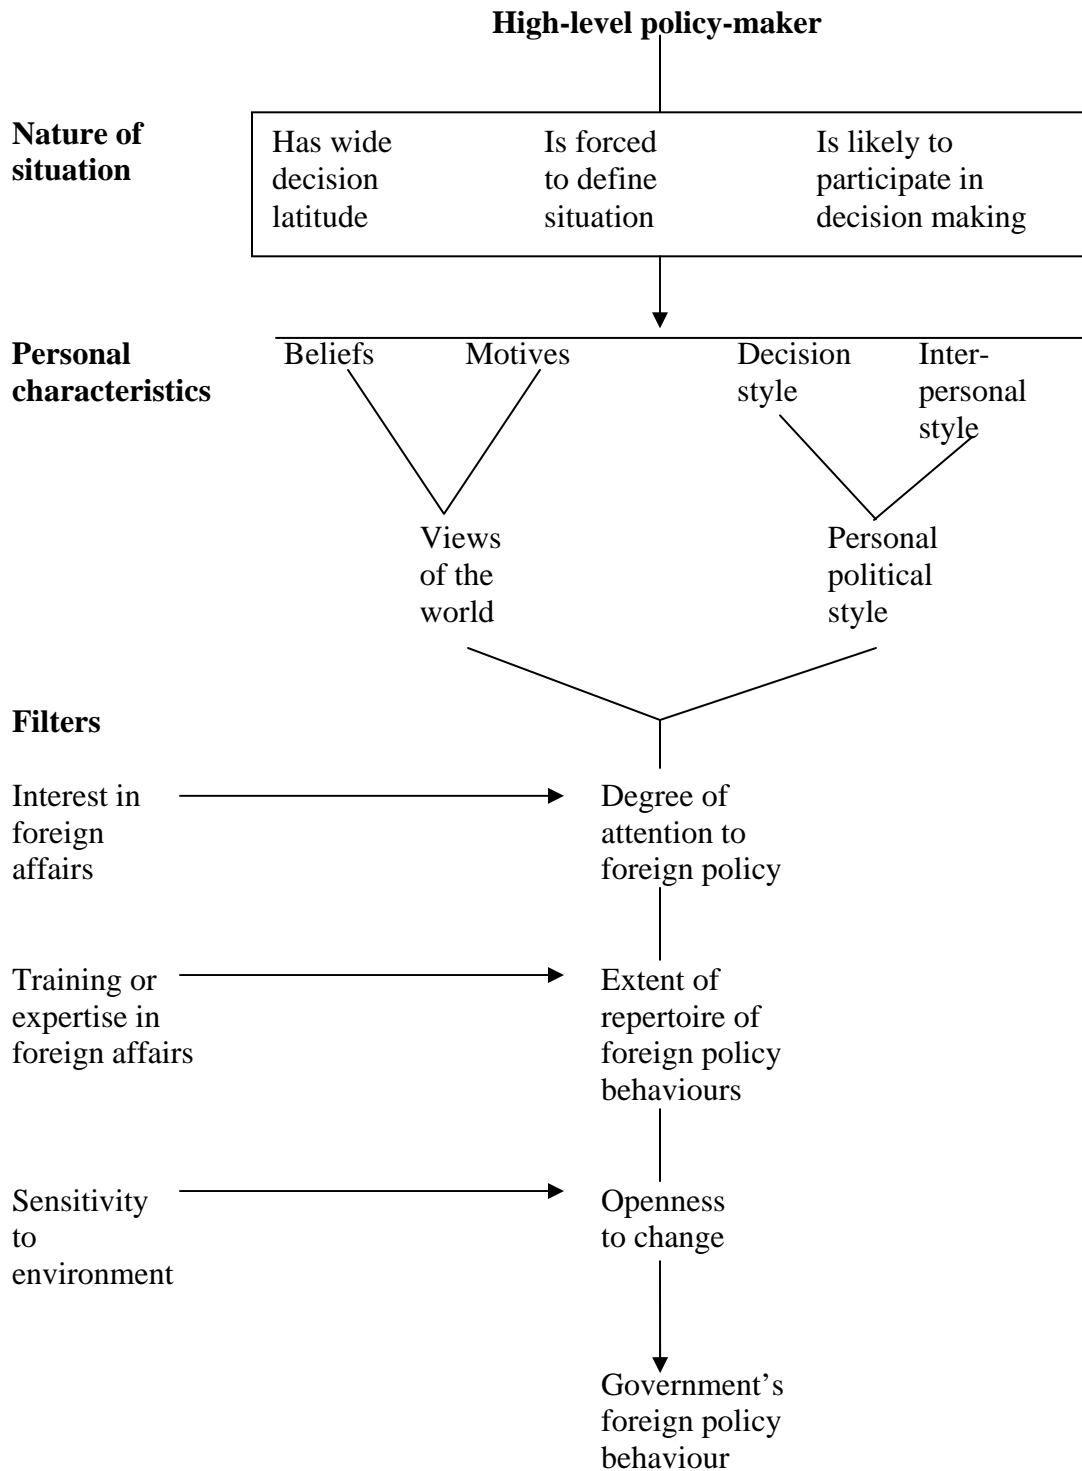 High-level policy-maker
Nature of
situation
Has wide
decision
latitude
Is forced
to define
situation
Is likely to
participate in
decision making
Personal
characteristics
Beliefs
Motives
Decision
style
Inter-
personal
style
Views
of the
world
Personal
political
style
Filters
Interest in
foreign
affairs
Degree of
attention to
foreign policy
Training or
expertise in
foreign affairs
Extent of
repertoire of
foreign policy
behaviours
Sensitivity
to
environment
Openness
to change
Government’s
foreign policy
behaviour